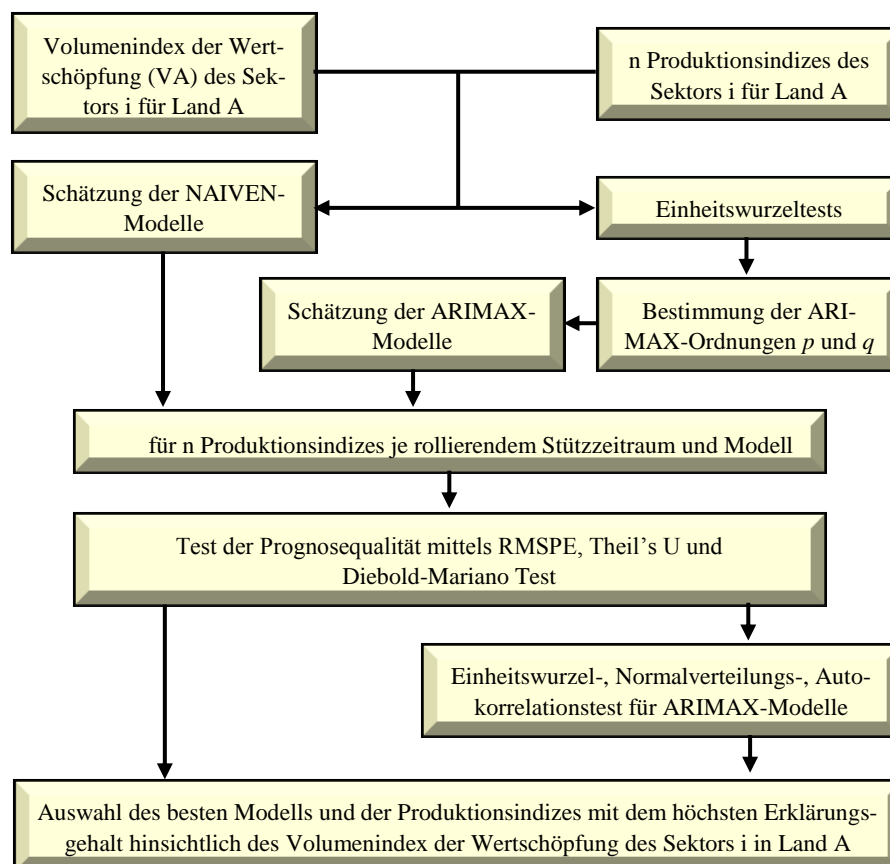 Volumenindex der Wert-
schöpfung (VA) des Sek-
tors i für Land A
n Produktionsindizes des
Sektors i für Land A
Schätzung der NAIVEN-
Modelle
Einheitswurzeltests
Schätzung der ARIMAX-
Modelle
Bestimmung der ARI-
MAX-Ordnungen p und q
für n Produktionsindizes je rollierendem Stützzeitraum und Modell
Test der Prognosequalität mittels RMSPE, Theil’s U und
Diebold-Mariano Test
Einheitswurzel-, Normalverteilungs-, Auto-
korrelationstest für ARIMAX-Modelle
Auswahl des besten Modells und der Produktionsindizes mit dem höchsten Erklärungs-
gehalt hinsichtlich des Volumenindex der Wertschöpfung des Sektors i in Land A